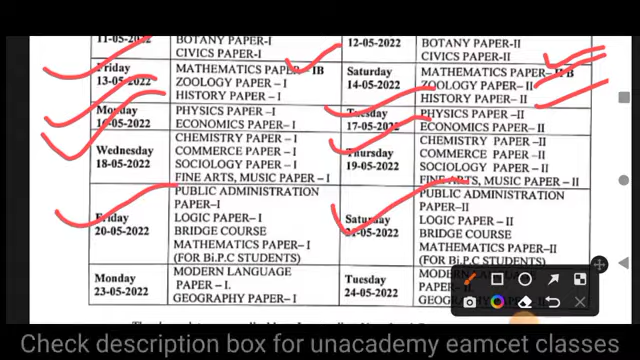 11-05-2022
BOTANY PAPER-I
CIVICS PAPER-I
12-05-2022
BOTANY PAPER-II
CIVICS PAPER-II
Friday
13-05-2022
MATHEMATICS PAPER- IB
ZOOLOGY PAPER – I
HISTORY PAPER – I
Saturday
14-05-2022
MATHEMATICS PAPER- II B
ZOOLOGY PAPER – II
HISTORY PAPER – II
Monday
16-05-2022
PHYSICS PAPER -I
ECONOMICS PAPER- I
Tuesday
17-05-2022
PHYSICS PAPER -II
ECONOMICS PAPER – II
Wednesday
18-05-2022
CHEMISTRY PAPER – I
COMMERCE PAPER – I
SOCIOLOGY PAPER – I
FINE ARTS, MUSIC PAPER – I
Thursday
19-05-2022
CHEMISTRY PAPER – II
COMMERCE PAPER – II
SOCIOLOGY PAPER – II
FINE ARTS, MUSIC PAPER – II
Friday
20-05-2022
PUBLIC ADMINISTRATION
PAPER-I
LOGIC PAPER-I
BRIDGE COURSE
MATHEMATICS PAPER-I
(FOR Bi.P.C STUDENTS)
Saturday
21-05-2022
PUBLIC ADMINISTRATION
PAPER-II
LOGIC PAPER-II
BRIDGE COURSE
MATHEMATICS PAPER-II
(FOR Bi.P.C STUDENTS)
Monday
23-05-2022
MODERN LANGUAGE
PAPER – I.
GEOGRAPHY PAPER- I
Tuesday
24-05-2022
MODERN
PAPER-
Check description box for unacademy eamcet classes